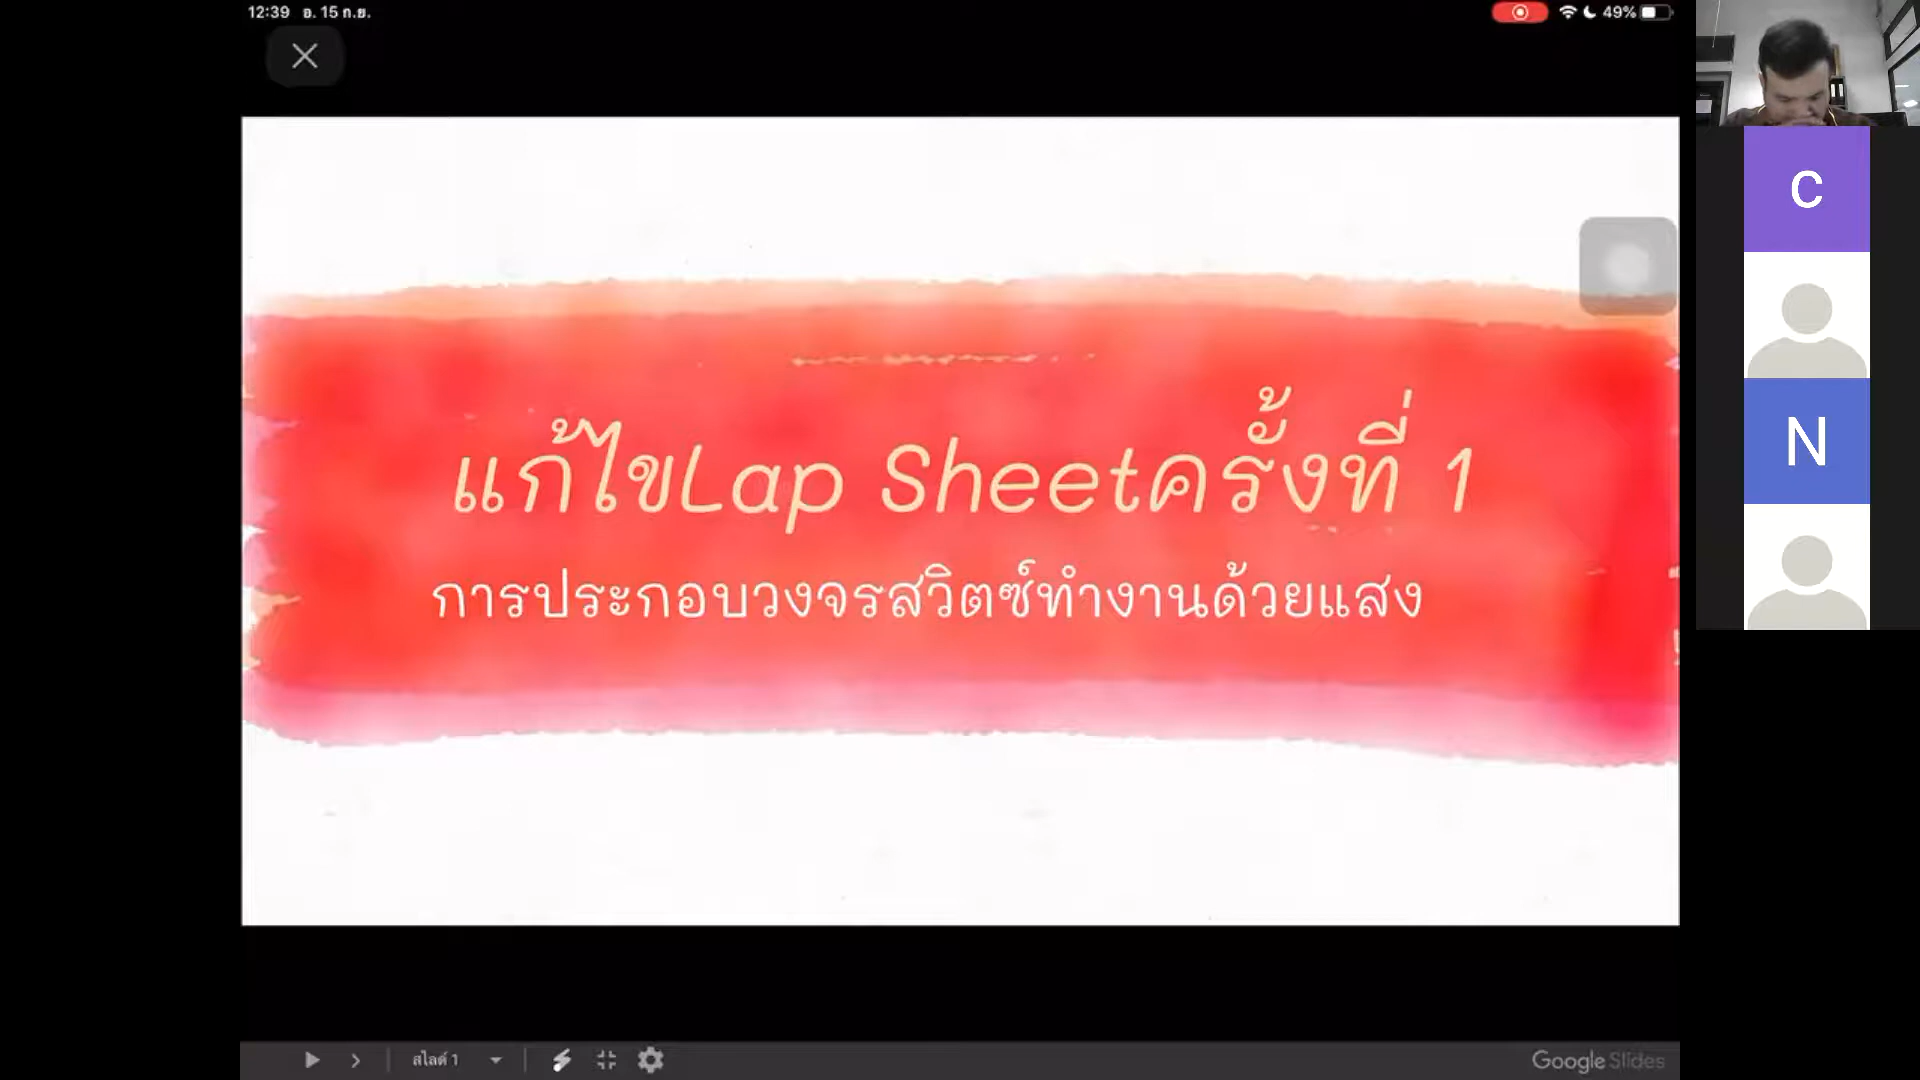 12:39 อ. 15 ก.ย.
49%
C
แก้ไขLap Sheetครั้งที่ 1
N
การประกอบวงจรสวิตซ์ทำงานด้วยแสง
สไลด์ 1
Google Slides